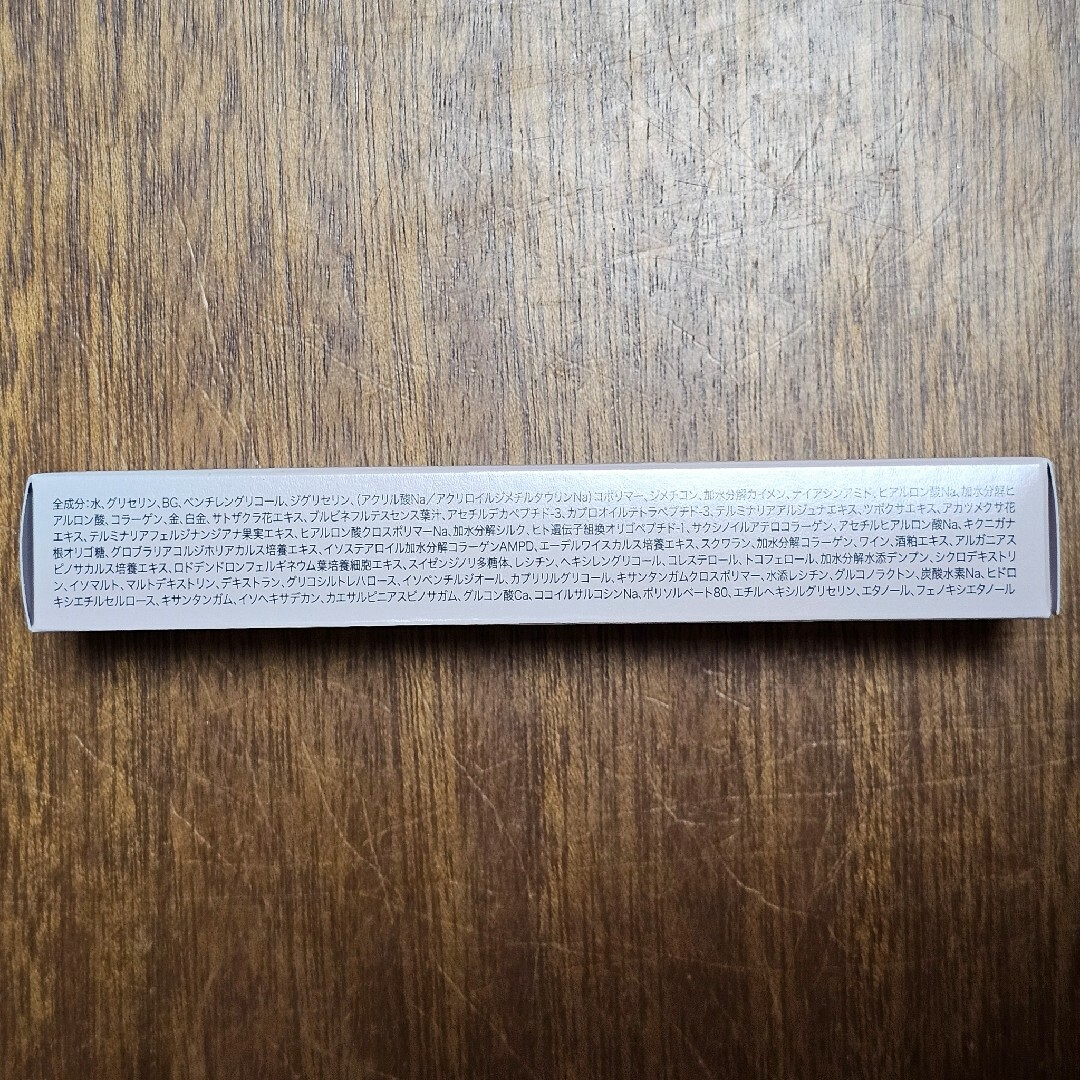 全成分:水、グリセリン、BG、ペンチレングリコール、ジグリセリン、(アクリル酸Na/アクリロイルジメチルタウリンNa)コポリマー、ジメチコン、加水分解カイメン、ナイアシンアミド、ヒアルロン酸Na、加水分解ヒ
アルロン酸、コラーゲン、金、白金、サトザクラ花エキス、ブルビネフルテスセンス葉汁、アセチルデカペプチド-3、カプロオイルテトラペプチド-3、テルミナリアアルジュナエキス、ツボクサエキス、アカツメクサ花
エキス、テルミナリアフェルジナンジアナ果実エキス、ヒアルロン酸クロスポリマーNa、加水分解シルク、ヒト遺伝子組換オリゴペプチド-1、サクシノイルアテロコラーゲン、アセチルヒアルロン酸Na、キクニガナ
根オリゴ糖、グロブラリアコルジホリアカルス培養エキス、イソステアロイル加水分解コラーゲンAMPD、エーデルワイスカルス培養エキス、スクワラン、加水分解コラーゲン、ワイン、酒粕エキス、アルガニアス
ピノサカルス培養エキス、ロドデンドロンフェルギネウム葉培養細胞エキス、スイゼンジノリ多糖体、レシチン、ヘキシレングリコール、コレステロール、トコフェロール、加水分解水添デンプン、シクロデキストリ
ン、イソマルト、マルトデキストリン、デキストラン、グリコシルトレハロース、イソペンチルジオール、カプリリルグリコール、キサンタンガムクロスポリマー、水添レシチン、グルコノラクトン、炭酸水素Na、ヒドロ
キシエチルセルロース、キサンタンガム、イソヘキサデカン、カエサルピニアスピノサガム、グルコン酸Ca、ココイルサルコシンNa、ポリソルベート80、エチルヘキシルグリセリン、エタノール、フェノキシエタノール